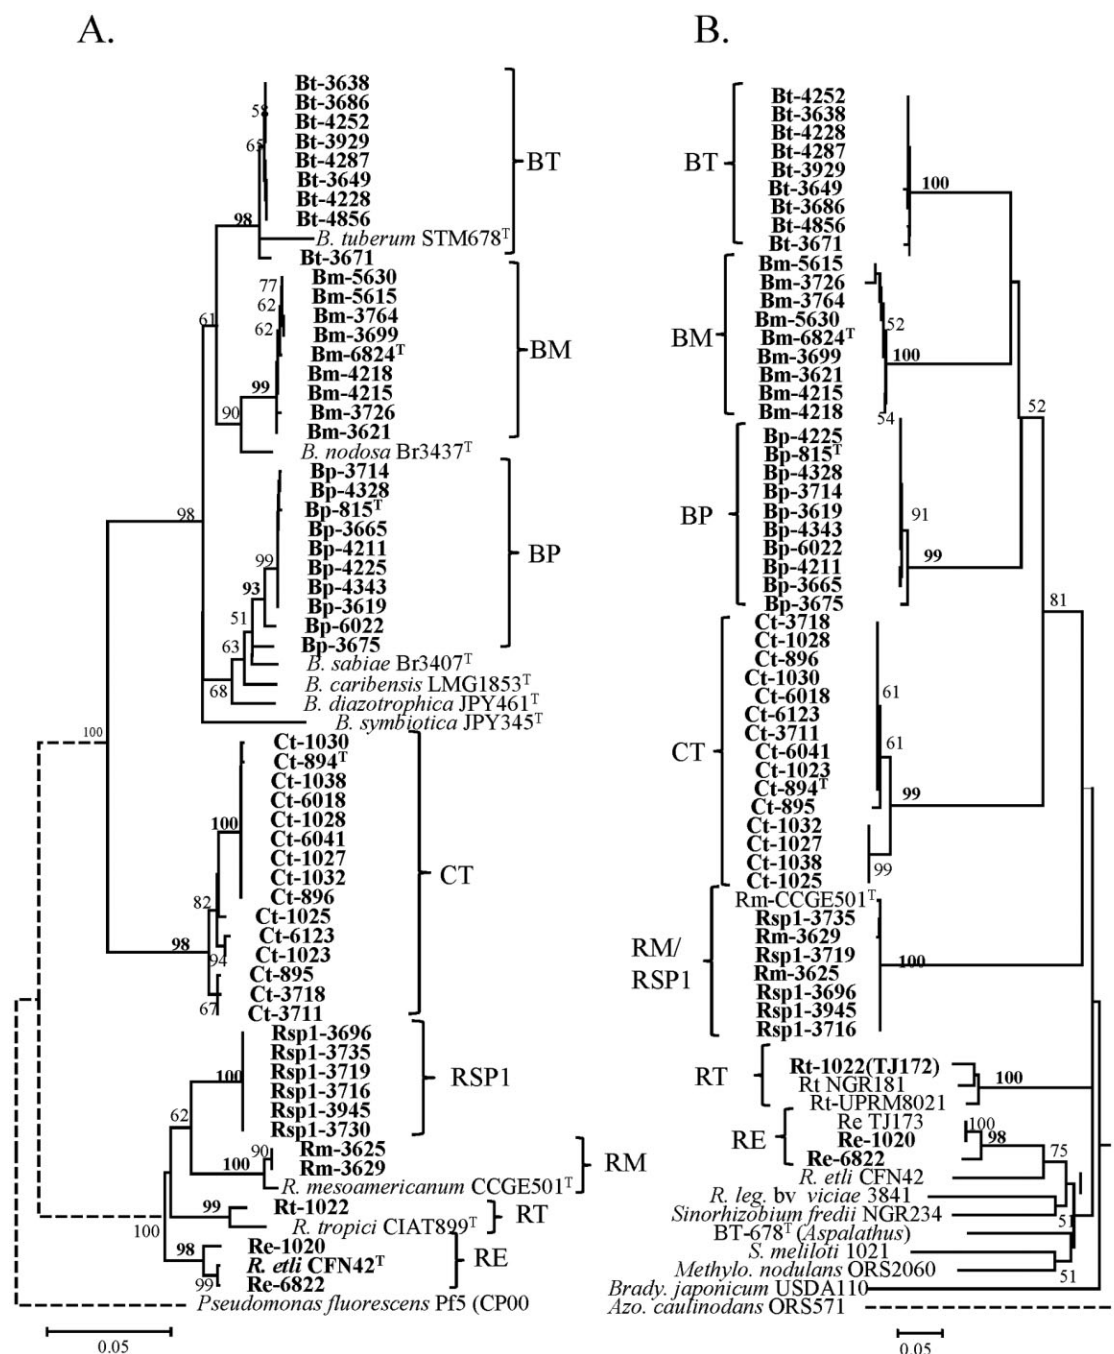 A.
Bt-3638
Bt-3686
Bt-4252
Bt-3929
Bt-4287
Bt-3649
Bt-4228
Bt-4856
B. tuberum STM678T
Bt-3671
BT
58
65
98
Bm-5630
Bm-5615
Bm-3764
Bm-3699
Bm-6824T
Bm-4218
Bm-4215
Bm-3726
Bm-3621
BM
77
62
62
61
99
90
B. nodosa Br3437T
Bp-3714
Bp-4328
Bp-815T
Bp-3665
Bp-4211
Bp-4225
Bp-4343
Bp-3619
Bp-6022
Bp-3675
BP
98
99
93
51
63
68
B. sabiae Br3407T
B. caribensis LMG1853T
B. diazotrophica JPY461T
B. symbiotica JPY345T
100
Ct-1030
Ct-894T
Ct-1038
Ct-6018
Ct-1028
Ct-6041
Ct-1027
Ct-1032
Ct-896
Ct-1025
Ct-6123
Ct-1023
Ct-895
Ct-3718
Ct-3711
CT
100
82
98
94
67
Rsp1-3696
Rsp1-3735
Rsp1-3719
Rsp1-3716
Rsp1-3945
Rsp1-3730
RSP1
100
62
Rm-3625
Rm-3629
R. mesoamericanum CCGE501T
RM
90
100
Rt-1022
R. tropici CIAT899T
RT
99
100
Re-1020
R. etli CFN42T
Re-6822
RE
98
99
Pseudomonas fluorescens Pf5 (CP00
0.05
B.
Bt-4252
Bt-3638
Bt-4228
Bt-4287
Bt-3929
Bt-3649
Bt-3686
Bt-4856
Bt-3671
BT
100
Bm-5615
Bm-3726
Bm-3764
Bm-5630
Bm-6824T
Bm-3699
Bm-3621
Bm-4215
Bm-4218
BM
52
100
54
52
Bp-4225
Bp-815T
Bp-4328
Bp-3714
Bp-3619
Bp-4343
Bp-6022
Bp-4211
Bp-3665
Bp-3675
BP
91
99
81
Ct-3718
Ct-1028
Ct-896
Ct-1030
Ct-6018
Ct-6123
Ct-3711
Ct-6041
Ct-1023
Ct-894T
Ct-895
Ct-1032
Ct-1027
Ct-1038
Ct-1025
CT
61
61
99
99
Rm-CCGE501T
Rsp1-3735
Rm-3629
Rsp1-3719
Rm-3625
Rsp1-3696
Rsp1-3945
Rsp1-3716
RM/
RSP1
100
Rt-1022(TJ172)
Rt NGR181
Rt-UPRM8021
RT
100
Re TJ173
Re-1020
Re-6822
RE
100
98
75
R. etli CFN42
R. leg. bv viciae 3841
Sinorhizobium fredii NGR234
BT-678T (Aspalathus)
51
S. meliloti 1021
Methylo. nodulans ORS2060
51
Brady. japonicum USDA110
Azo. caulinodans ORS571
0.05